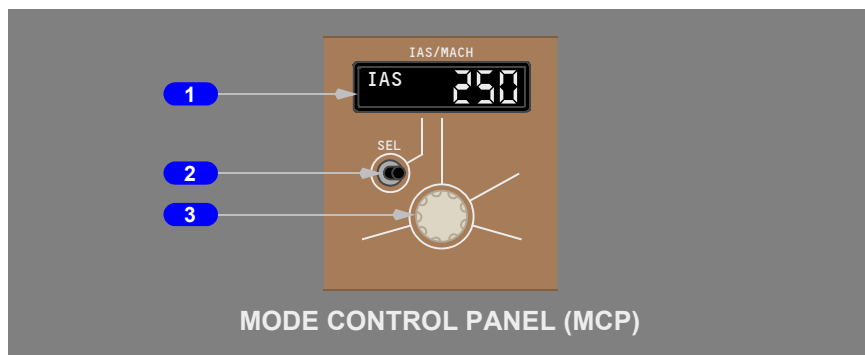 IAS/MACH
IAS 250
1
SEL
2
3
MODE CONTROL PANEL (MCP)